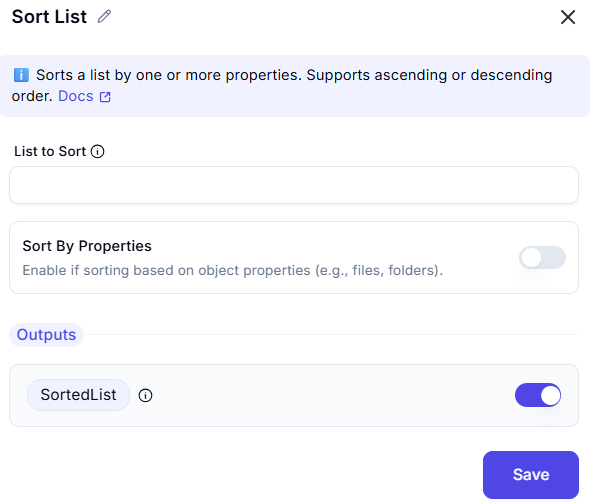 Sort List
Sorts a list by one or more properties. Supports ascending or descending
order. Docs
List to Sort
Sort By Properties
Enable if sorting based on object properties (e.g., files, folders).
Outputs
SortedList
Save